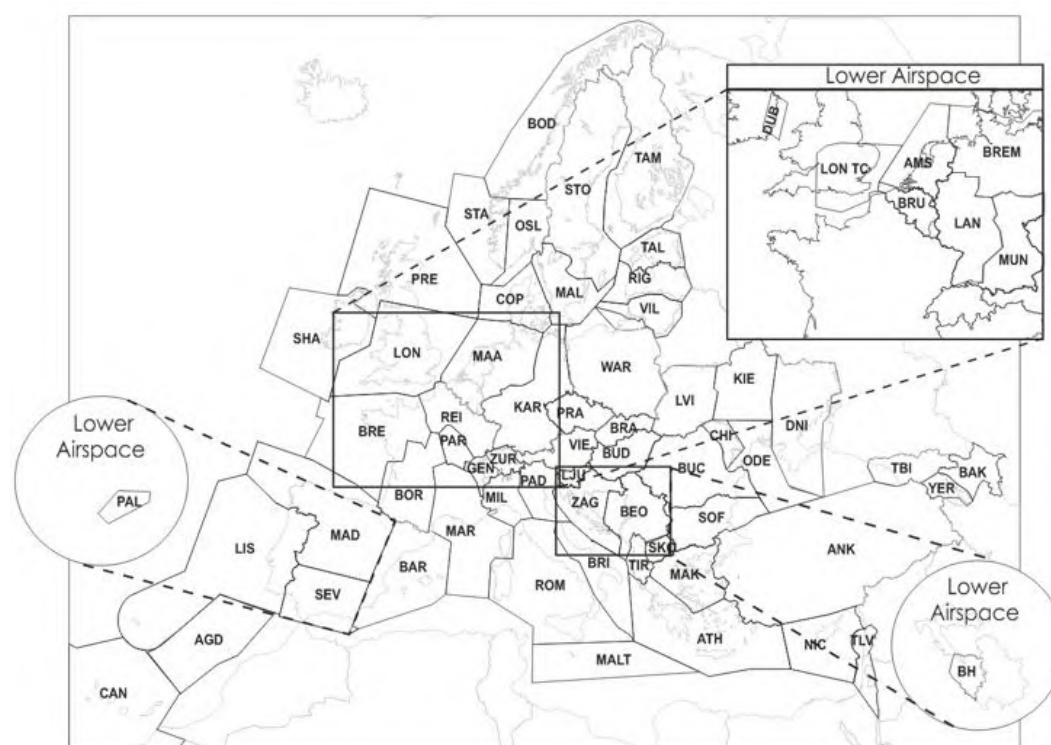 Lower Airspace
DUB
LON TC
AMS
BREM
BRU
LAN
MUN
BOD
TAM
STO
STA
OSL
TAL
PRE
RIG
COP
MAL
VIL
SHA
LON
MAA
WAR
KIE
LVI
KAR
PRA
REI
BRE
BRA
PAR
VIE
CHI
DNI
BUD
ZUR
GEN
ODE
BUC
LJU
PAD
TBI
BAK
YER
BOR
MIL
ZAG
BEO
SOF
MAR
LIS
MAD
ANK
SKO
BRI
TIR
MAK
BAR
ROM
SEV
AGD
ATH
NIC
TLV
MALT
CAN
Lower
Airspace
PAL
Lower
Airspace
BH